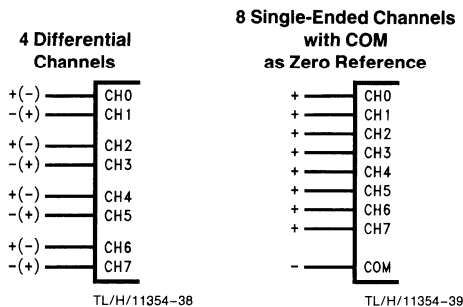 4 Differential
Channels
+(−) CH0
−(+) CH1
+(−) CH2
−(+) CH3
+(−) CH4
−(+) CH5
+(−) CH6
−(+) CH7
TL/H/11354−38
8 Single-Ended Channels
with COM
as Zero Reference
+ CH0
+ CH1
+ CH2
+ CH3
+ CH4
+ CH5
+ CH6
+ CH7
− COM
TL/H/11354−39